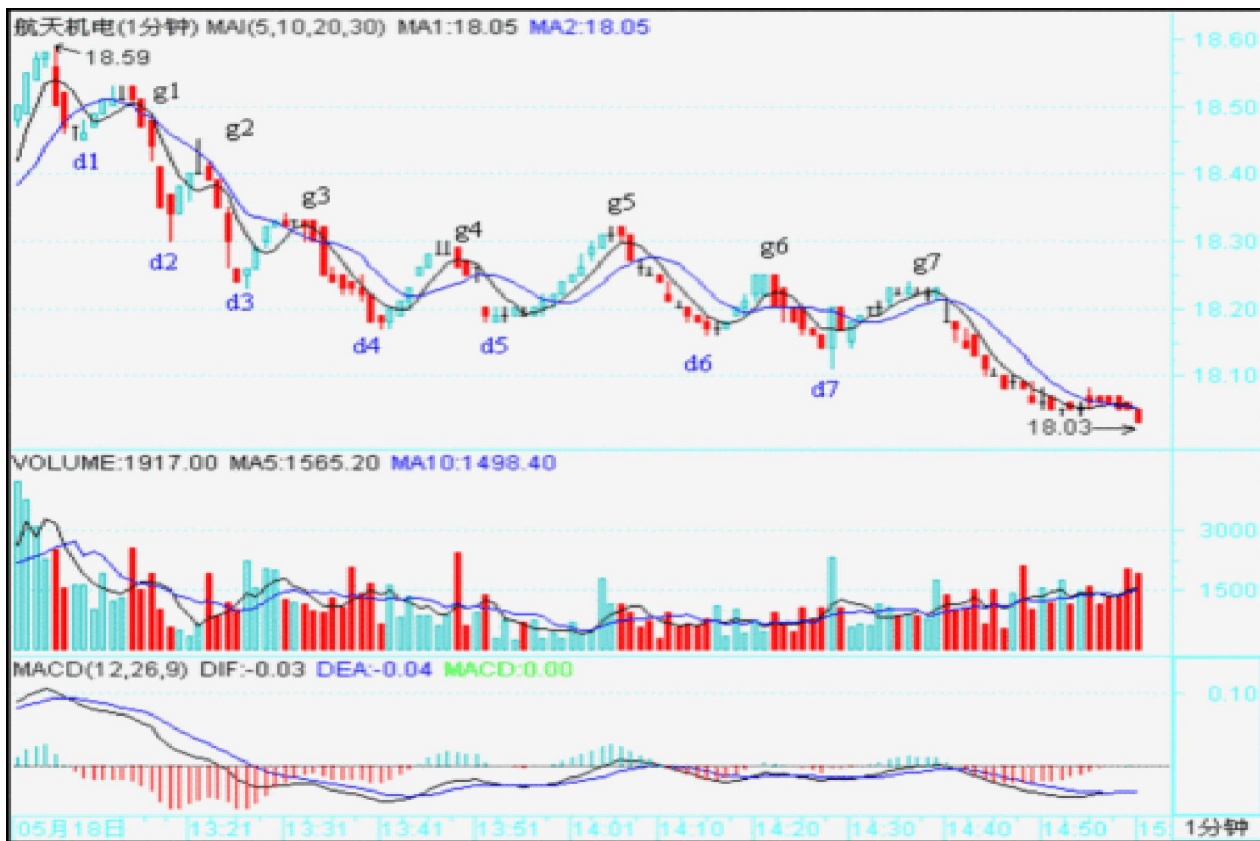 航天机电(1分钟) MAI(5,10,20,30) MA1:18.05 MA2:18.05
18.60
18.59
g1
18.50
g2
d1
18.40
g3
g5
g4
18.30
d2
g6
g7
d3
18.20
d4
d5
d6
d7
18.10
18.03
VOLUME:1917.00 MA5:1565.20 MA10:1498.40
3000
1500
MACD(12,26,9) DIF:-0.03 DEA:-0.04 MACD:0.00
0.10
05月18日 13:21 13:31 13:41 13:51 14:01 14:10 14:20 14:30 14:40 14:50 15: 1分钟